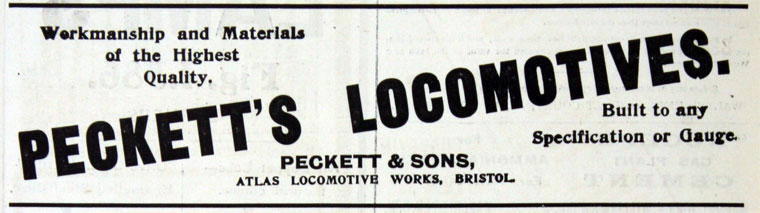 Workmanship and Materials
of the Highest
Quality.
PECKETT'S LOCOMOTIVES.
Built to any
Specification or Gauge.
PECKETT & SONS,
ATLAS LOCOMOTIVE WORKS, BRISTOL.